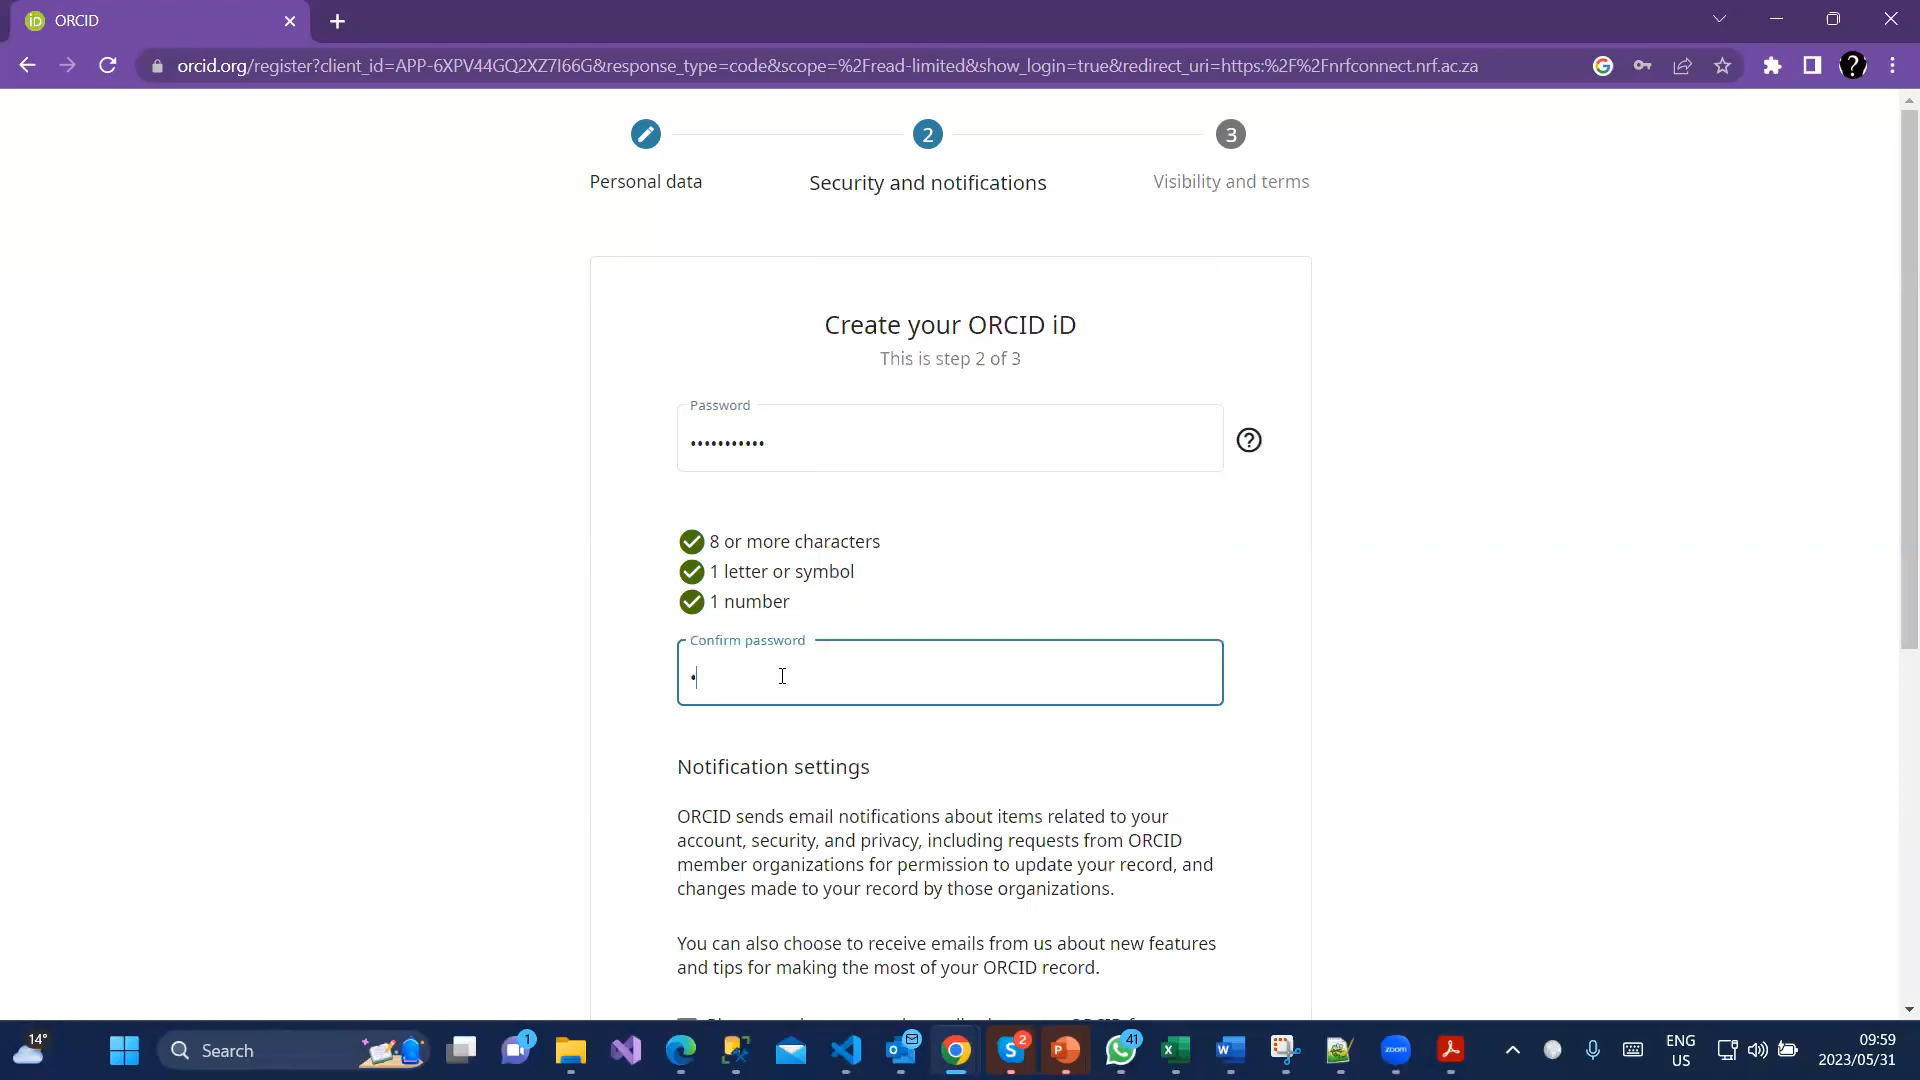 ORCID
orcid.org/register?client_id=APP-6XPV44GQ2XZ7I66G&response_type=code&scope=%2Fread-limited&show_login=true&redirect_uri=https:%2F%2Fnrfconnect.nrf.ac.za
2
3
Personal data
Security and notifications
Visibility and terms
Create your ORCID iD
This is step 2 of 3
Password
•••••••••••
8 or more characters
1 letter or symbol
1 number
Confirm password
•
Notification settings
ORCID sends email notifications about items related to your
account, security, and privacy, including requests from ORCID
member organizations for permission to update your record, and
changes made to your record by those organizations.
You can also choose to receive emails from us about new features
and tips for making the most of your ORCID record.
14°
Search
1
2
41
zoom
ENG
US
09:59
2023/05/31